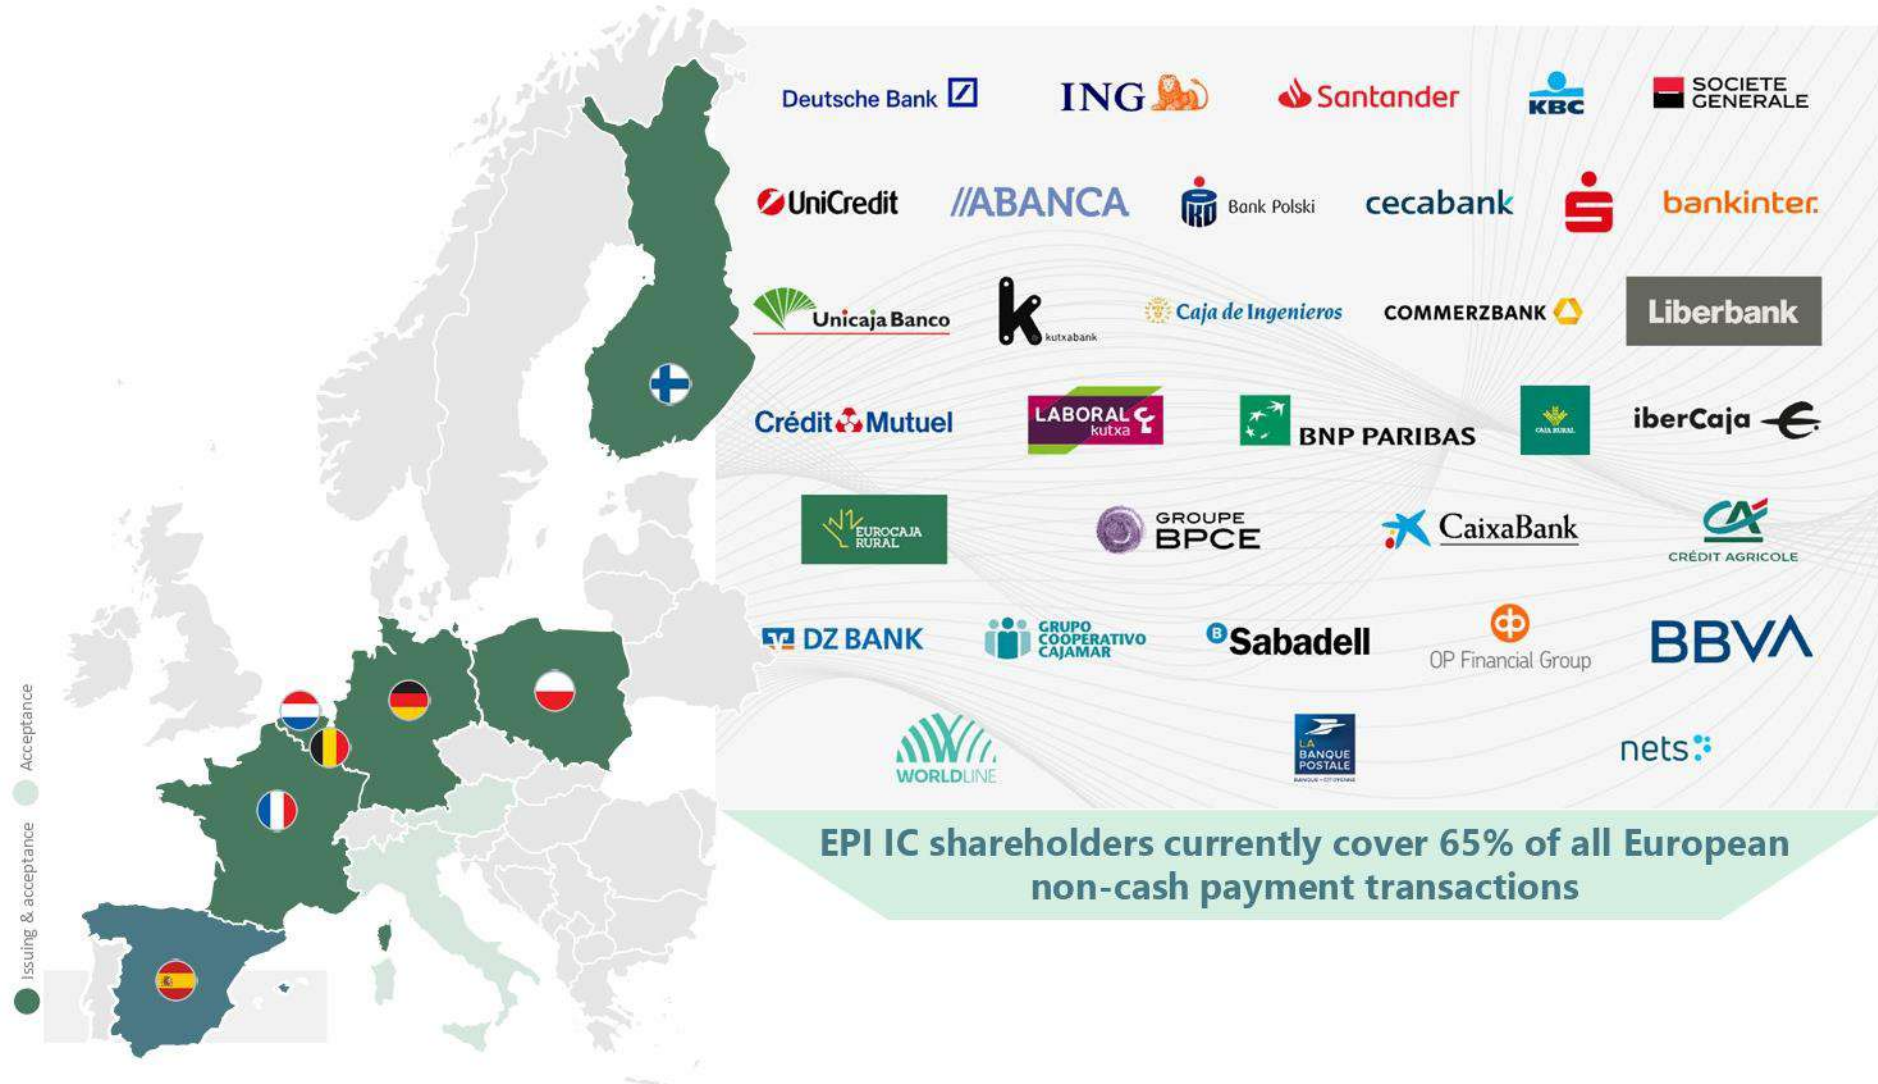 Deutsche Bank
ING
Santander
KBC
SOCIETE
GENERALE
UniCredit
//ABANCA
Bank Polski
cecabank
bankinter.
Unicaja Banco
k
kutxabank
Caja de Ingenieros
COMMERZBANK
Liberbank
Crédit Mutuel
LABORAL
kutxa
BNP PARIBAS
CAJA RURAL
iberCaja
EUROCAJA
RURAL
GROUPE
BPCE
CaixaBank
CA
CRÉDIT AGRICOLE
DZ BANK
GRUPO
COOPERATIVO
CAJAMAR
B Sabadell
OP Financial Group
BBVA
WORLDLINE
LA
BANQUE
POSTALE
nets
EPI IC shareholders currently cover 65% of all European
non-cash payment transactions
Acceptance
Issuing & acceptance